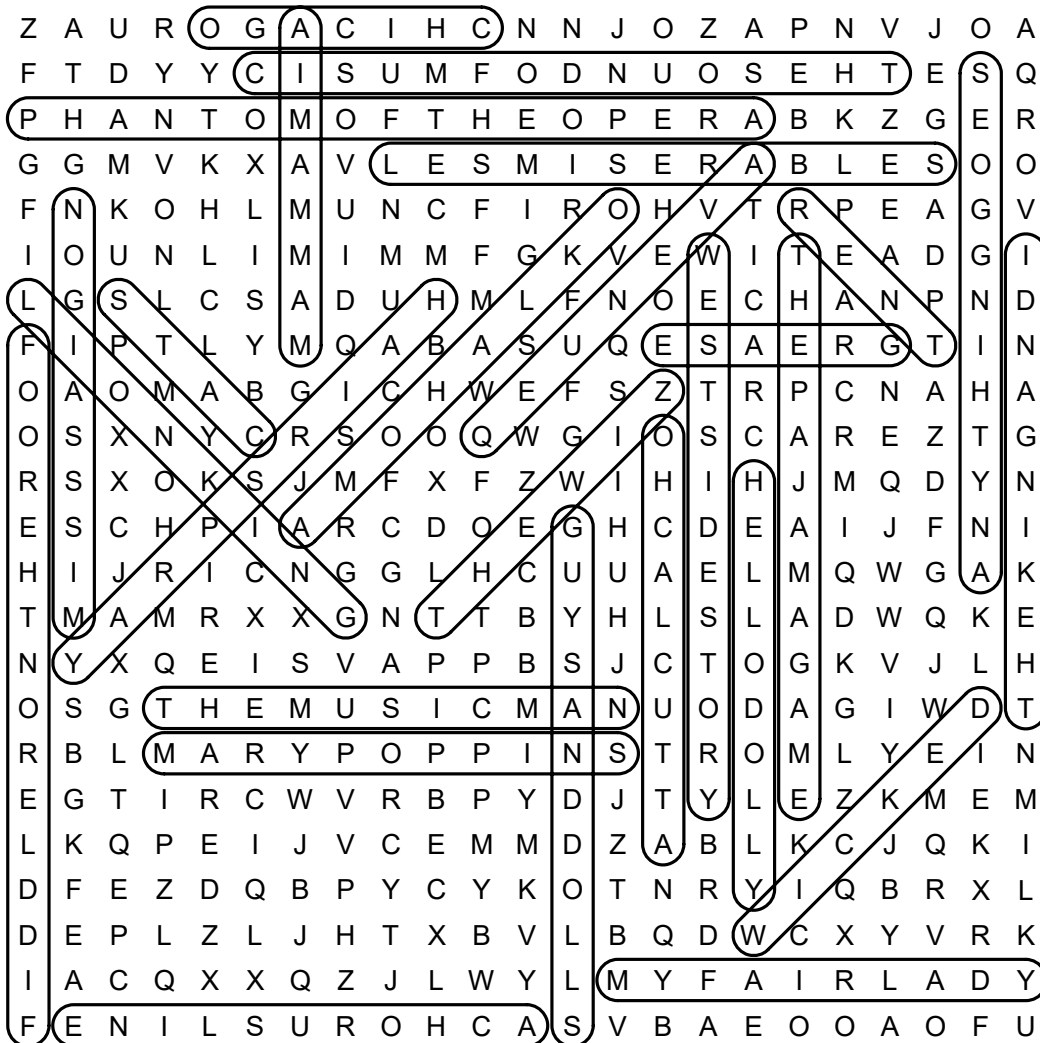 Z A U R O G A C I H C N N J O Z A P N V J O A
F T D Y Y C I S U M F O D N U O S E H T E S Q
P H A N T O M O F T H E O P E R A B K Z G E R
G G M V K X A V L E S M I S E R A B L E S O O
F N K O H L M U N C F I R O H V T R P E A G V
I O U N L I M I M M F G K V E W I T E A D G I
L G S L C S A D U H M L F N O E C H A N P N D
F I P T L Y M Q A B A S U Q E S A E R G T I N
O A O M A B G I C H W E F S Z T R P C N A H A
O S X N Y C R S O O Q W G I O S C A R E Z T G
R S X O K S J M F X F Z W I H I H J M Q D Y N
E S C H P I A R C D O E G H C D E A I J F N I
H I J R I C N G G L H C U U A E L M Q W G A K
T M A M R X X G N T T B Y H L S L A D W Q K E
N Y X Q E I S V A P P B S J C T O G K V J L H
O S G T H E M U S I C M A N U O D A G I W D T
R B L M A R Y P O P P I N S T R O M L Y E I N
E G T I R C W V R B P Y D J T Y L E Z K M E M
L K Q P E I J V C E M M D Z A B L K C J Q K I
D F E Z D Q B P Y C Y K O T N R Y I Q B R X L
D E P L Z L J H T X B V L B Q D W C X Y V R K
I A C Q X X Q Z J L W Y L M Y F A I R L A D Y
F E N I L S U R O H C A S V B A E O O A O F U